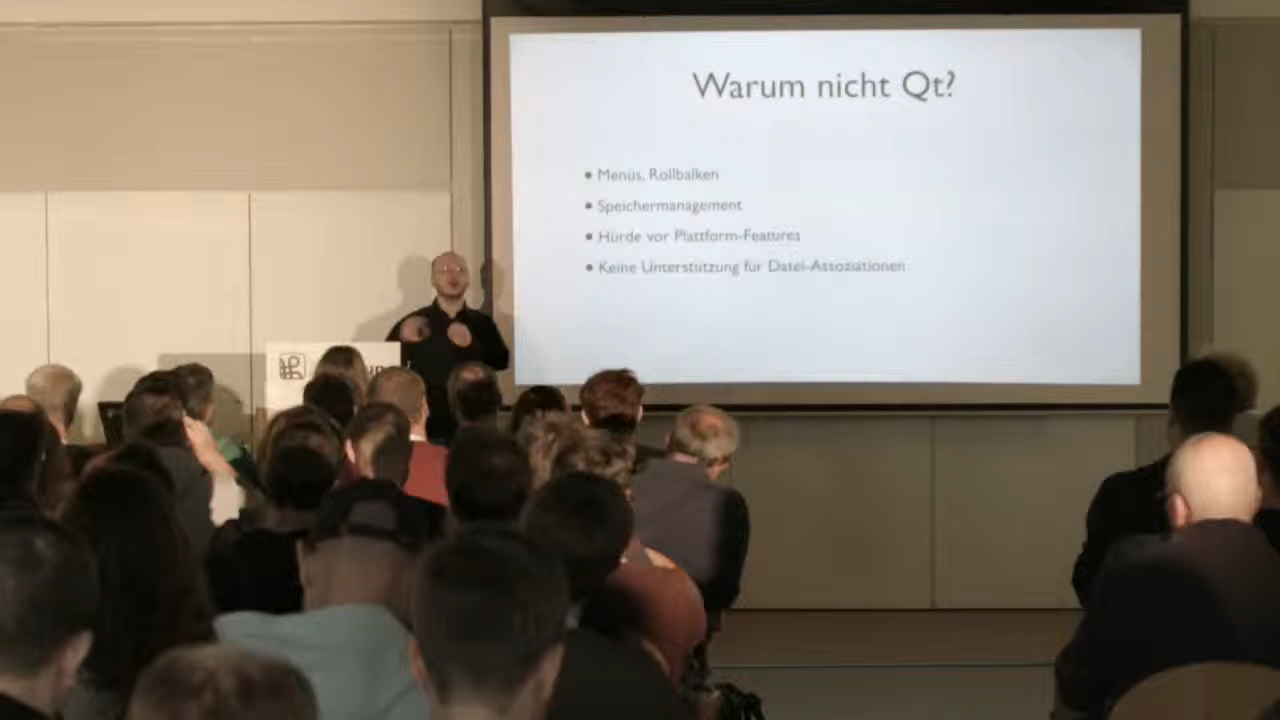 Warum nicht Qt?
• Menüs, Rollbalken
• Speichermanagement
• Hürde vor Plattform-Features
• Keine Unterstützung für Datei-Assoziationen